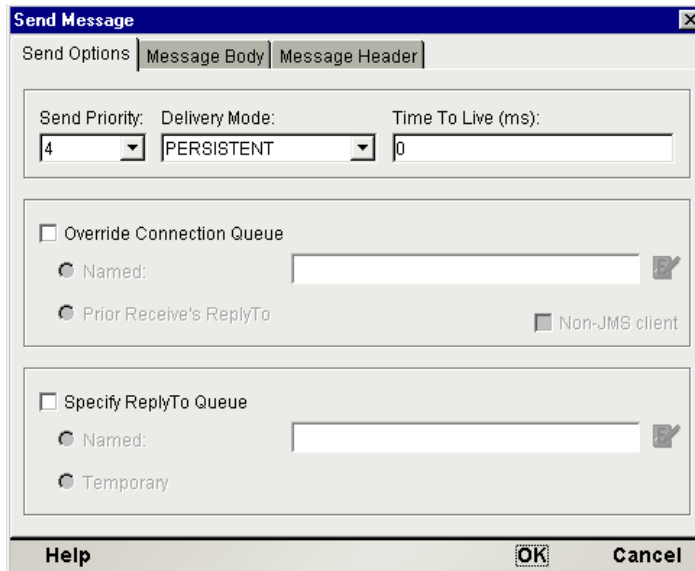 Send Message
Send Options Message Body Message Header
Send Priority: Delivery Mode: Time To Live (ms):
4 PERSISTENT 0
Override Connection Queue
Named:
Prior Receive's ReplyTo Non-JMS client
Specify ReplyTo Queue
Named:
Temporary
Help OK Cancel